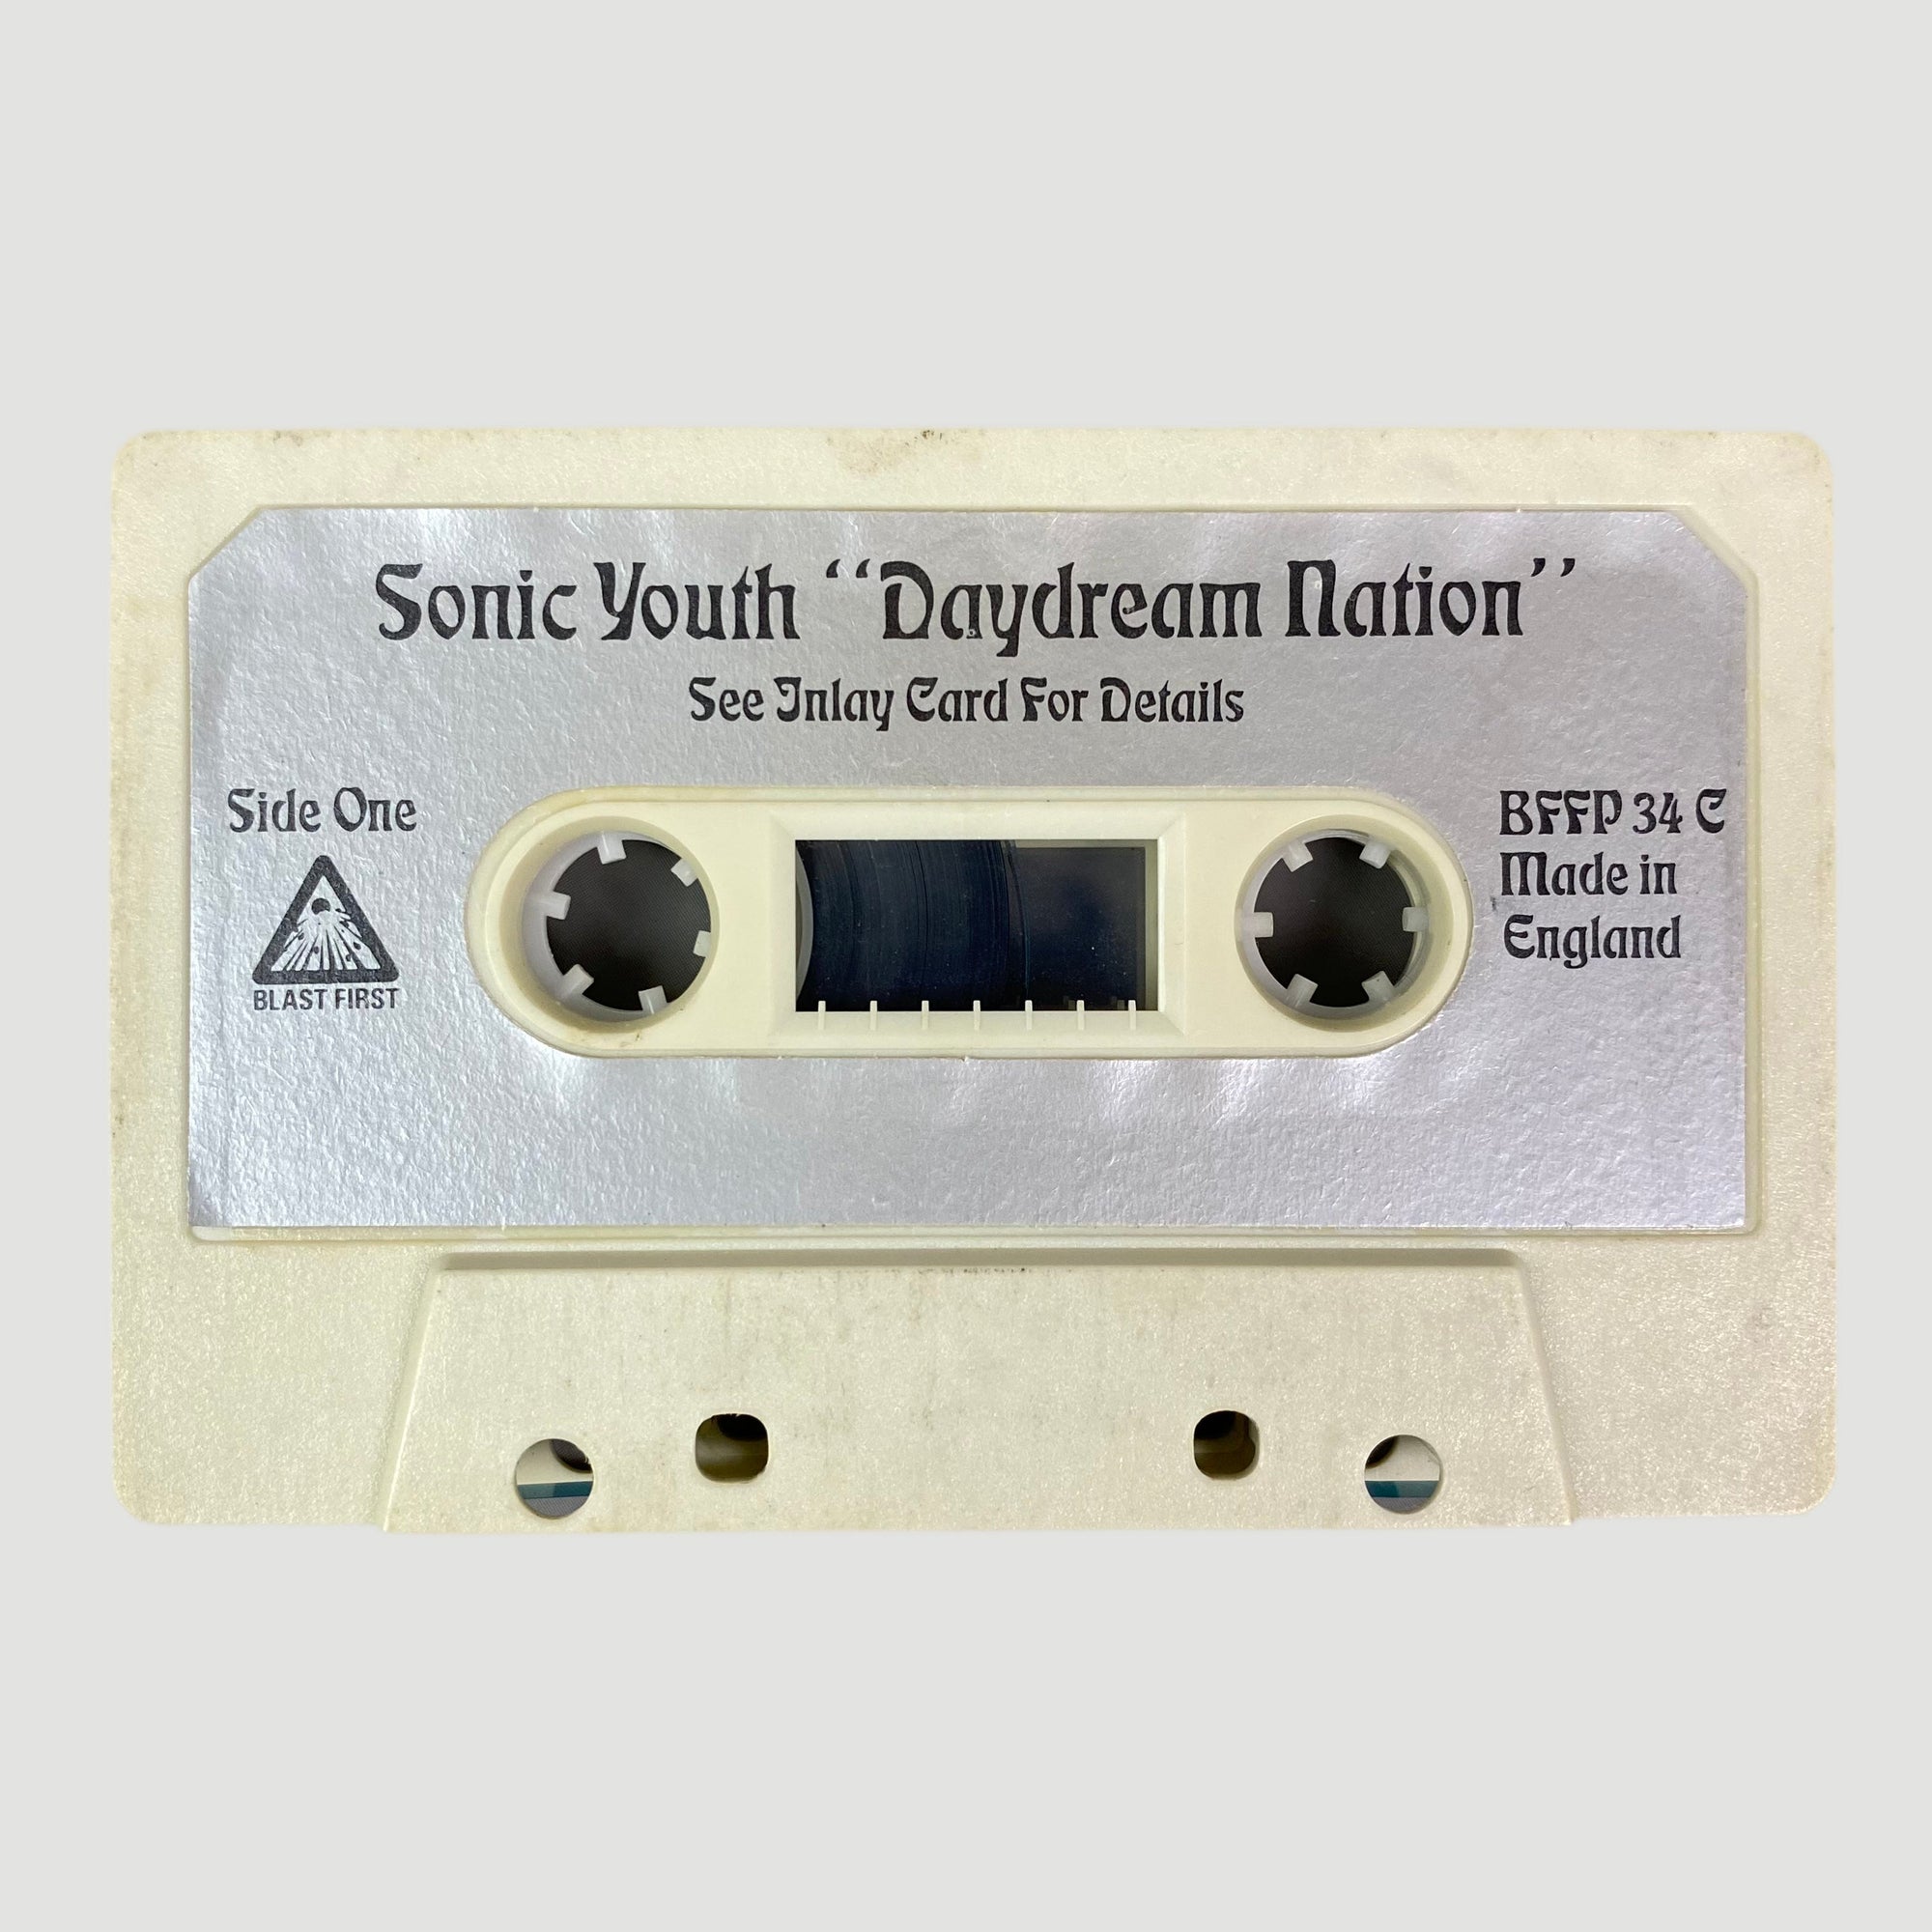 Sonic Youth “Daydream Nation”
See Inlay Card For Details
Side One
BLAST FIRST
BFFP 34 C
Made in
England